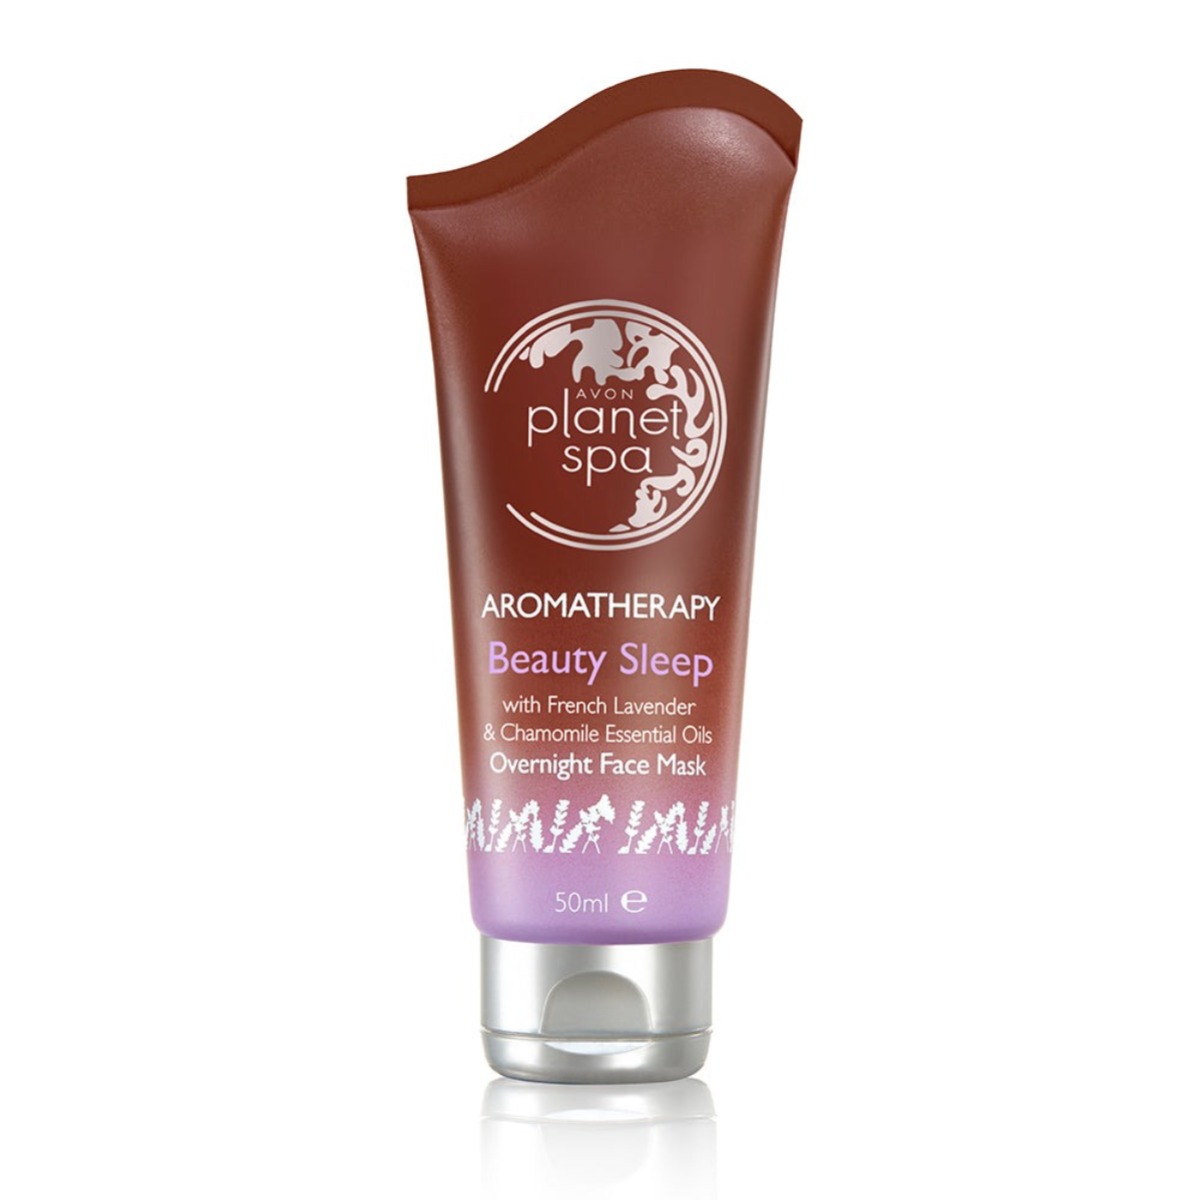 AVON
planet
spa
AROMATHERAPY
Beauty Sleep
with French Lavender
& Chamomile Essential Oils
Overnight Face Mask
50ml ℮